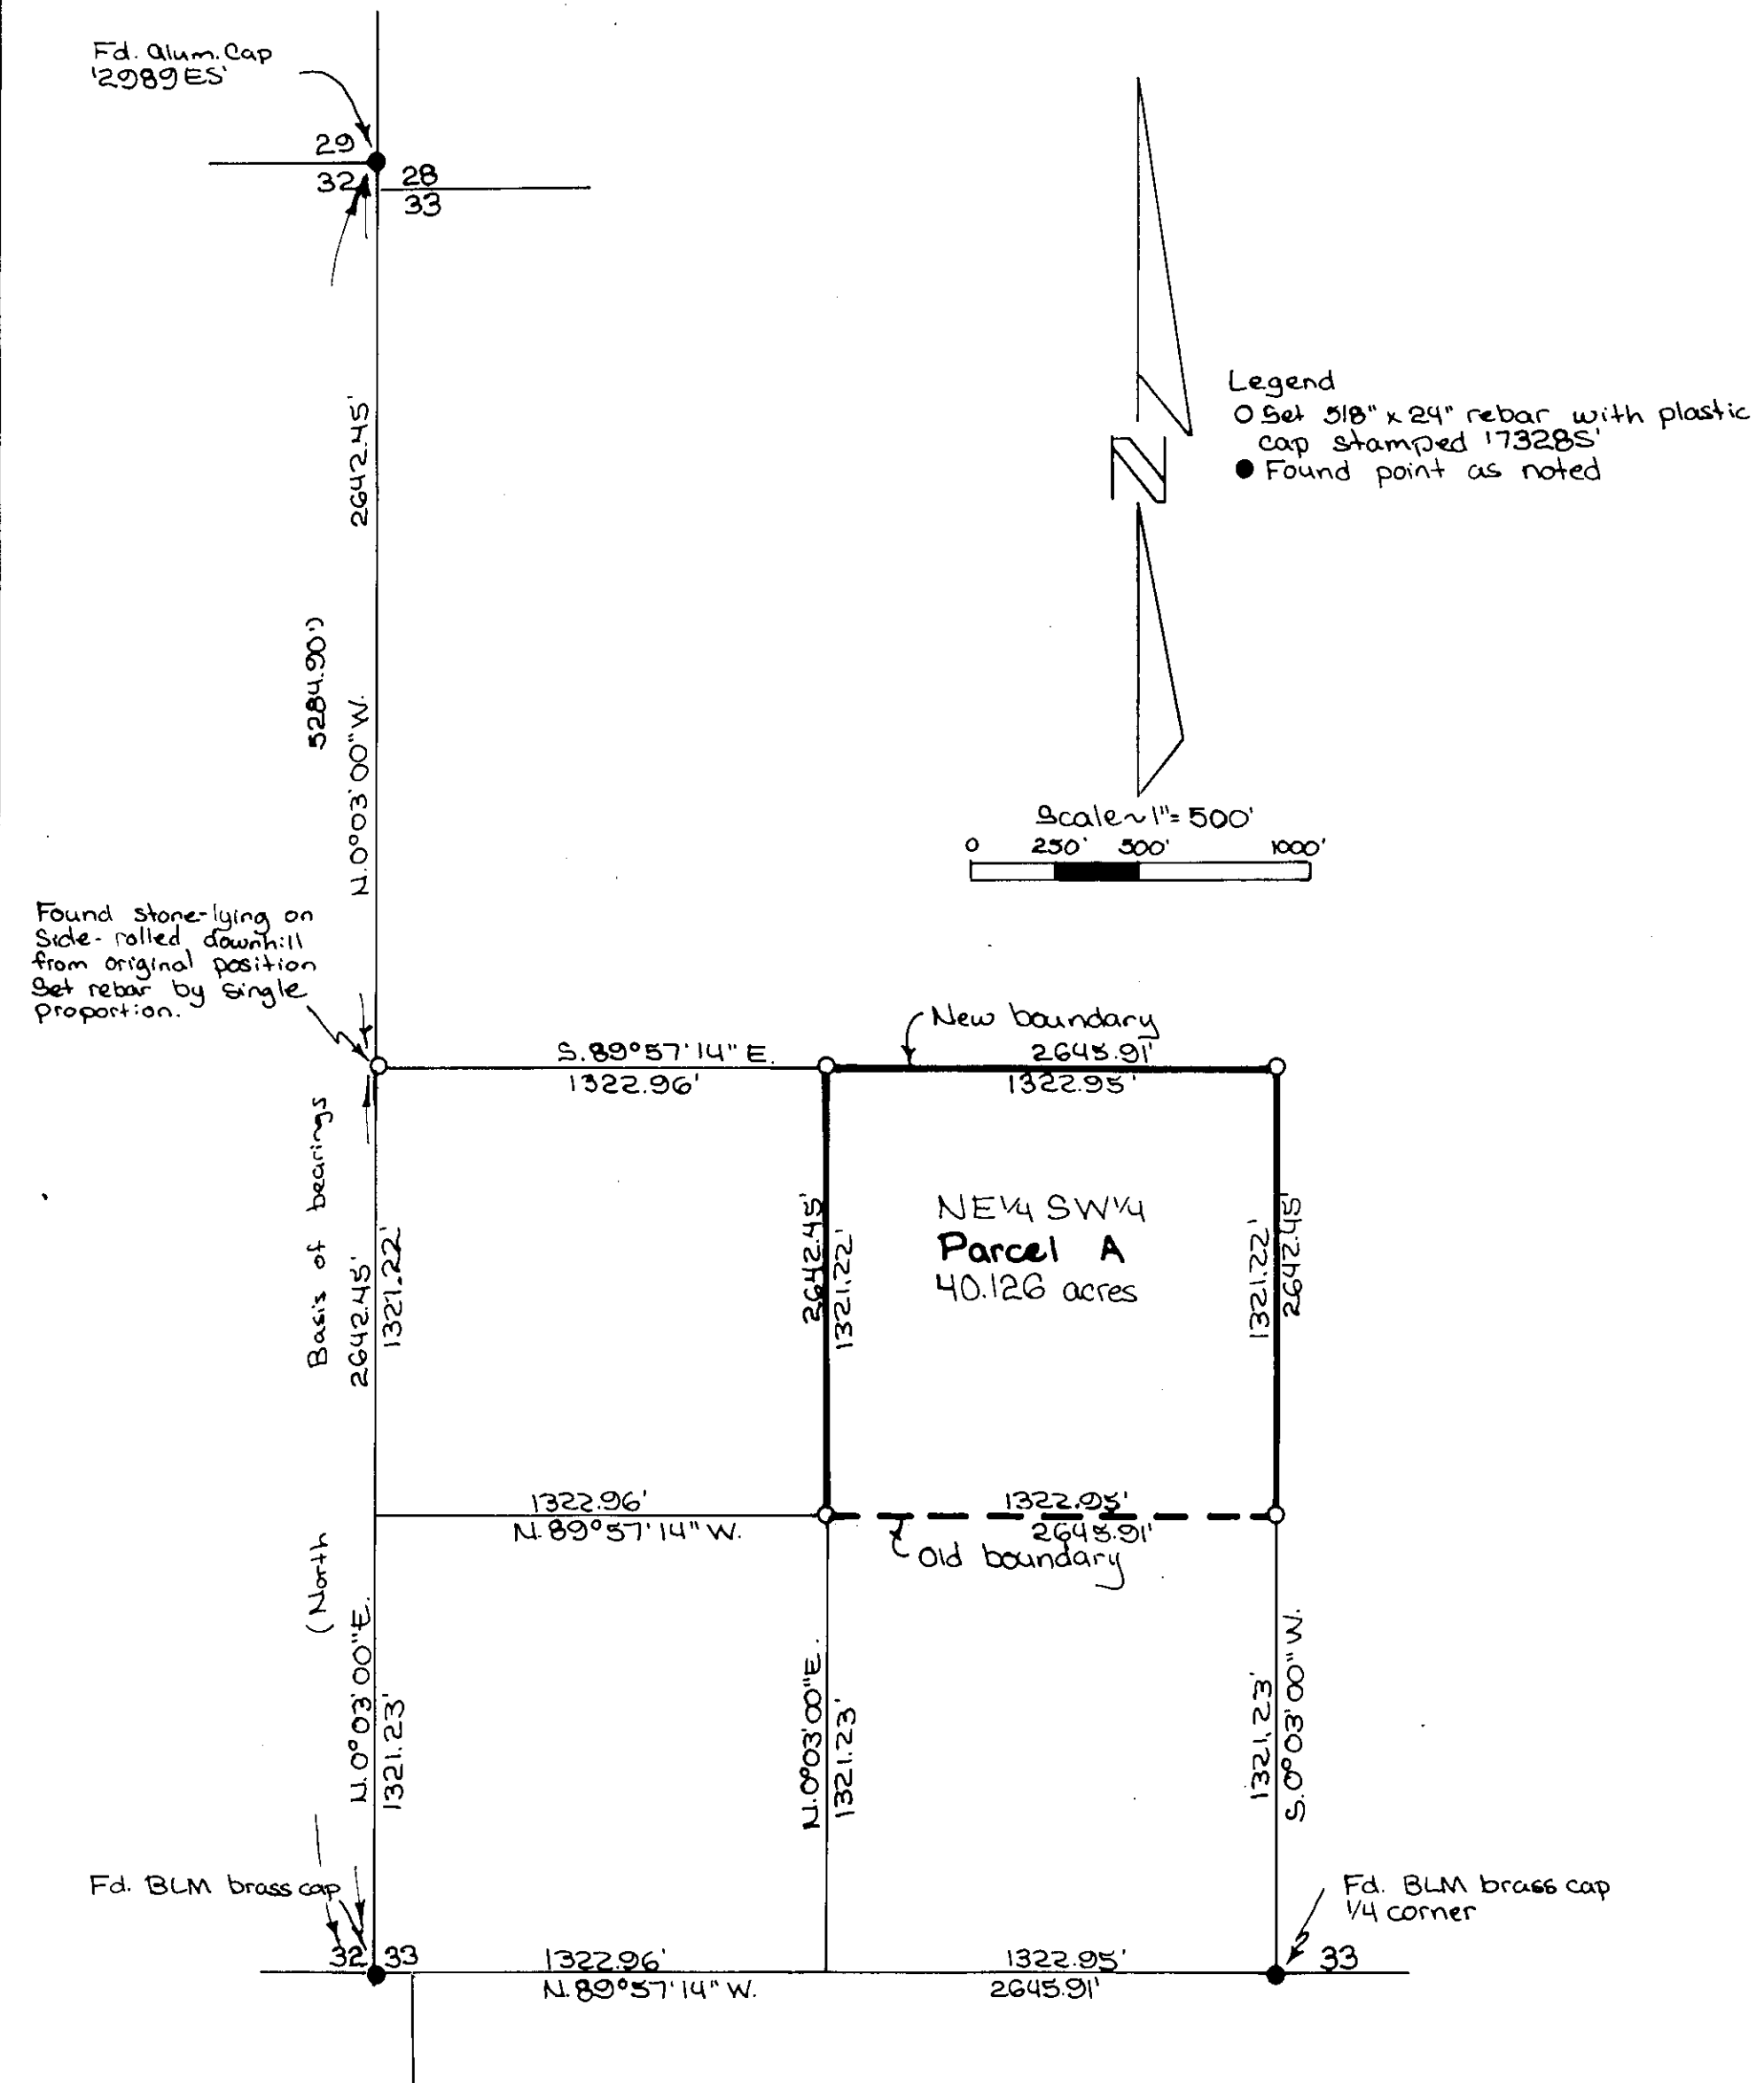 Fd. Alum. Cap
'2989ES'
29
32
28
33
2642.45'
5284.90')
N.0°03'00"W.
Legend
O Set 5/8" x 24" rebar with plastic
cap stamped '7328S'
● Found point as noted
N
Scale~1"=500'
0 250' 500' 1000'
Found stone-lying on
Side-rolled downhill
from original position
Set rebar by single
proportion.
New boundary
S.89°57'14"E.
2645.91'
1322.96'
1322.95'
Basis of bearings
2642.45'
1321.22'
2642.45'
1321.22'
NE1/4 SW1/4
Parcel A
40.126 acres
1321.22'
2642.45'
1322.96'
N.89°57'14"W.
1322.95'
2645.91'
Old boundary
(North
N.0°03'00"E.
1321.23'
N.0°03'00"E.
1321.23'
1321.23'
S.0°03'00"W.
Fd. BLM brass cap
Fd. BLM brass cap
1/4 corner
32 33
1322.96'
1322.95'
33
N.89°57'14"W.
2645.91'